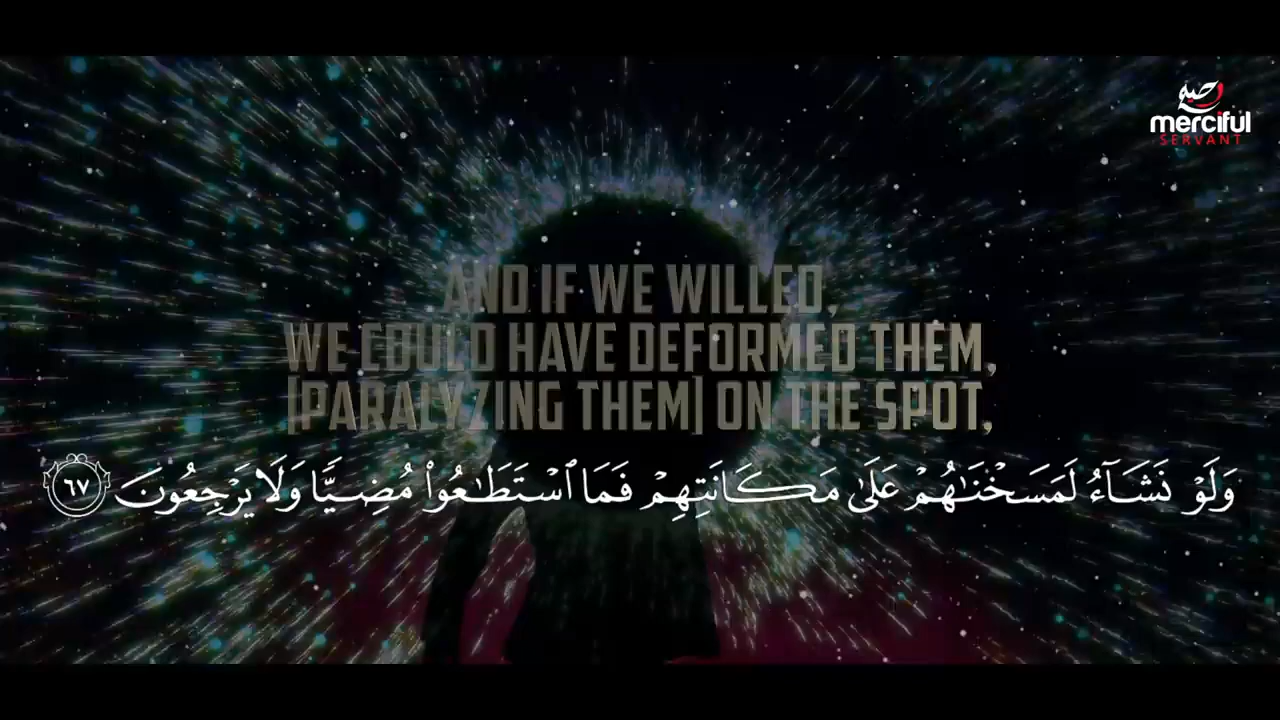 merciful
SERVANT
AND IF WE WILLED,
WE COULD HAVE DEFORMED THEM,
[PARALYZING THEM] ON THE SPOT,
وَلَوْ نَشَآءُ لَمَسَخْنَٰهُمْ عَلَىٰ مَكَانَتِهِمْ فَمَا ٱسْتَطَٰعُوا۟ مُضِيًّا وَلَا يَرْجِعُونَ ٦٧